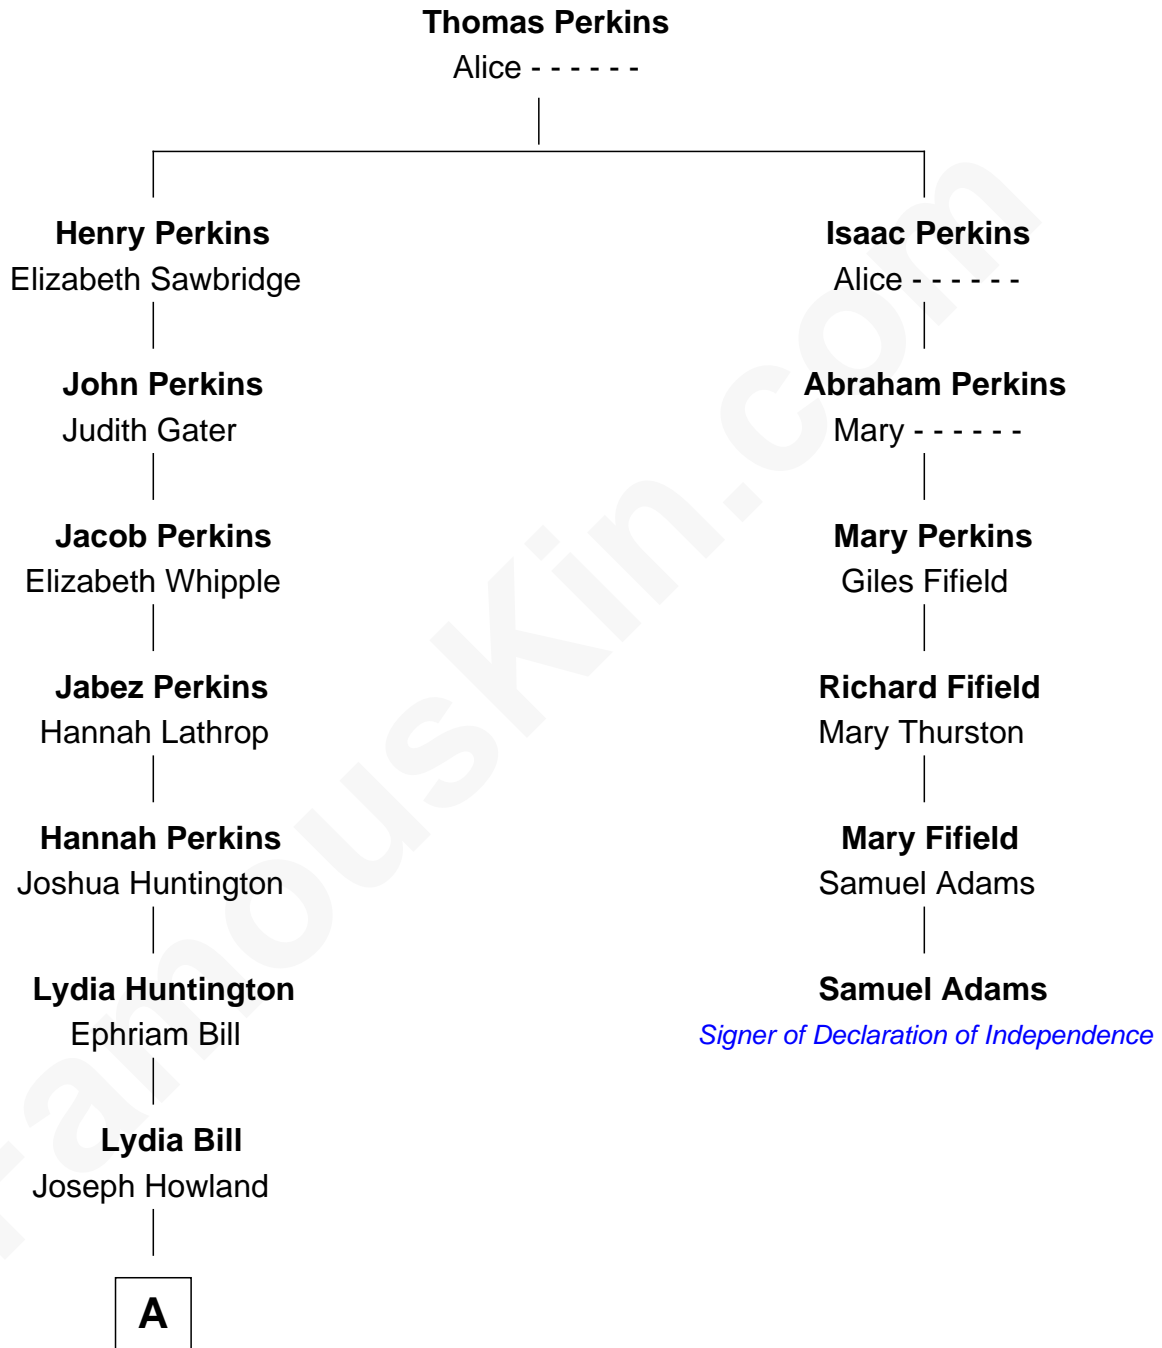 Thomas Perkins
Alice - - - - - -
Henry Perkins
Elizabeth Sawbridge
John Perkins
Judith Gater
Jacob Perkins
Elizabeth Whipple
Jabez Perkins
Hannah Lathrop
Hannah Perkins
Joshua Huntington
Lydia Huntington
Ephriam Bill
Lydia Bill
Joseph Howland
A
Isaac Perkins
Alice - - - - - -
Abraham Perkins
Mary - - - - - -
Mary Perkins
Giles Fifield
Richard Fifield
Mary Thurston
Mary Fifield
Samuel Adams
Samuel Adams
Signer of Declaration of Independence
FamousKin.com